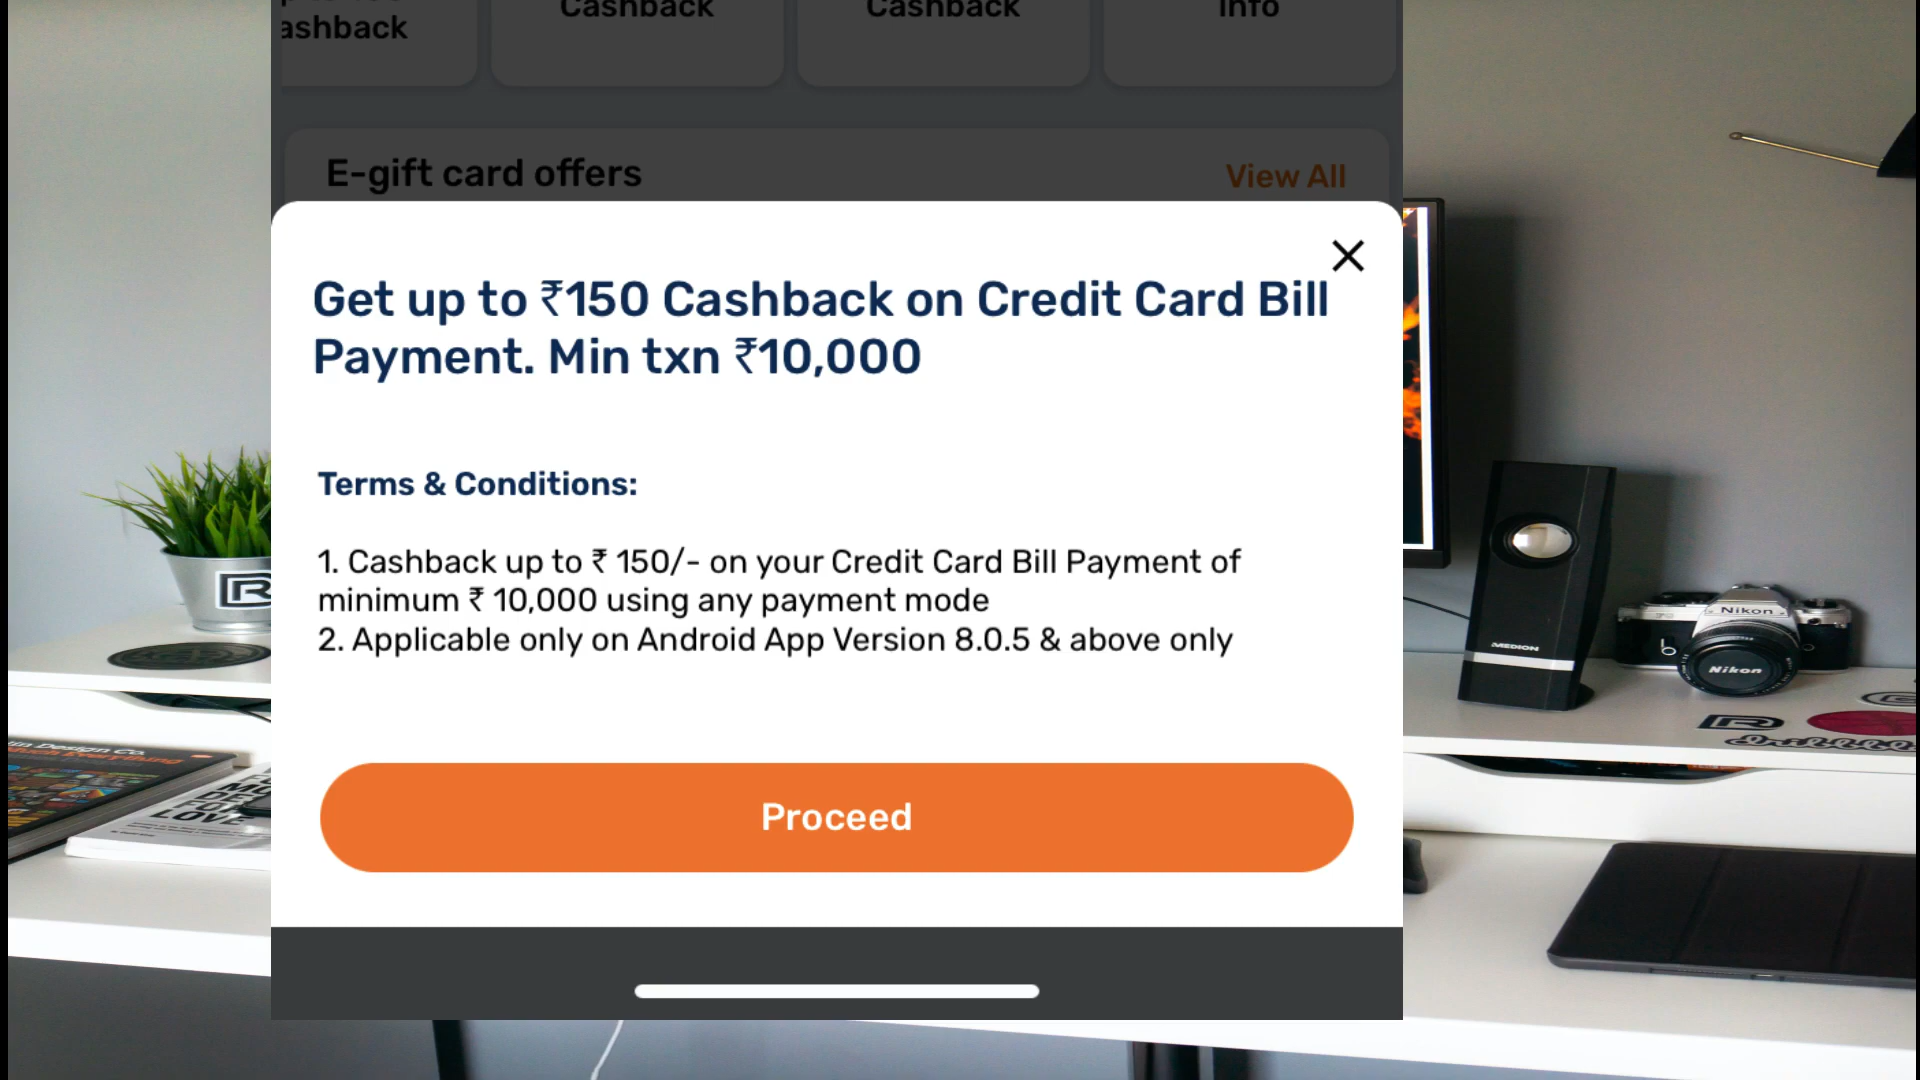 Cashback
Cashback
Info
ashback
E-gift card offers
View All
Get up to ₹150 Cashback on Credit Card Bill
Payment. Min txn ₹10,000
Terms & Conditions:
1. Cashback up to ₹ 150/- on your Credit Card Bill Payment of
minimum ₹ 10,000 using any payment mode
2. Applicable only on Android App Version 8.0.5 & above only
Proceed
Nikon
Nikon
MEDION
Design Co.
LOVE